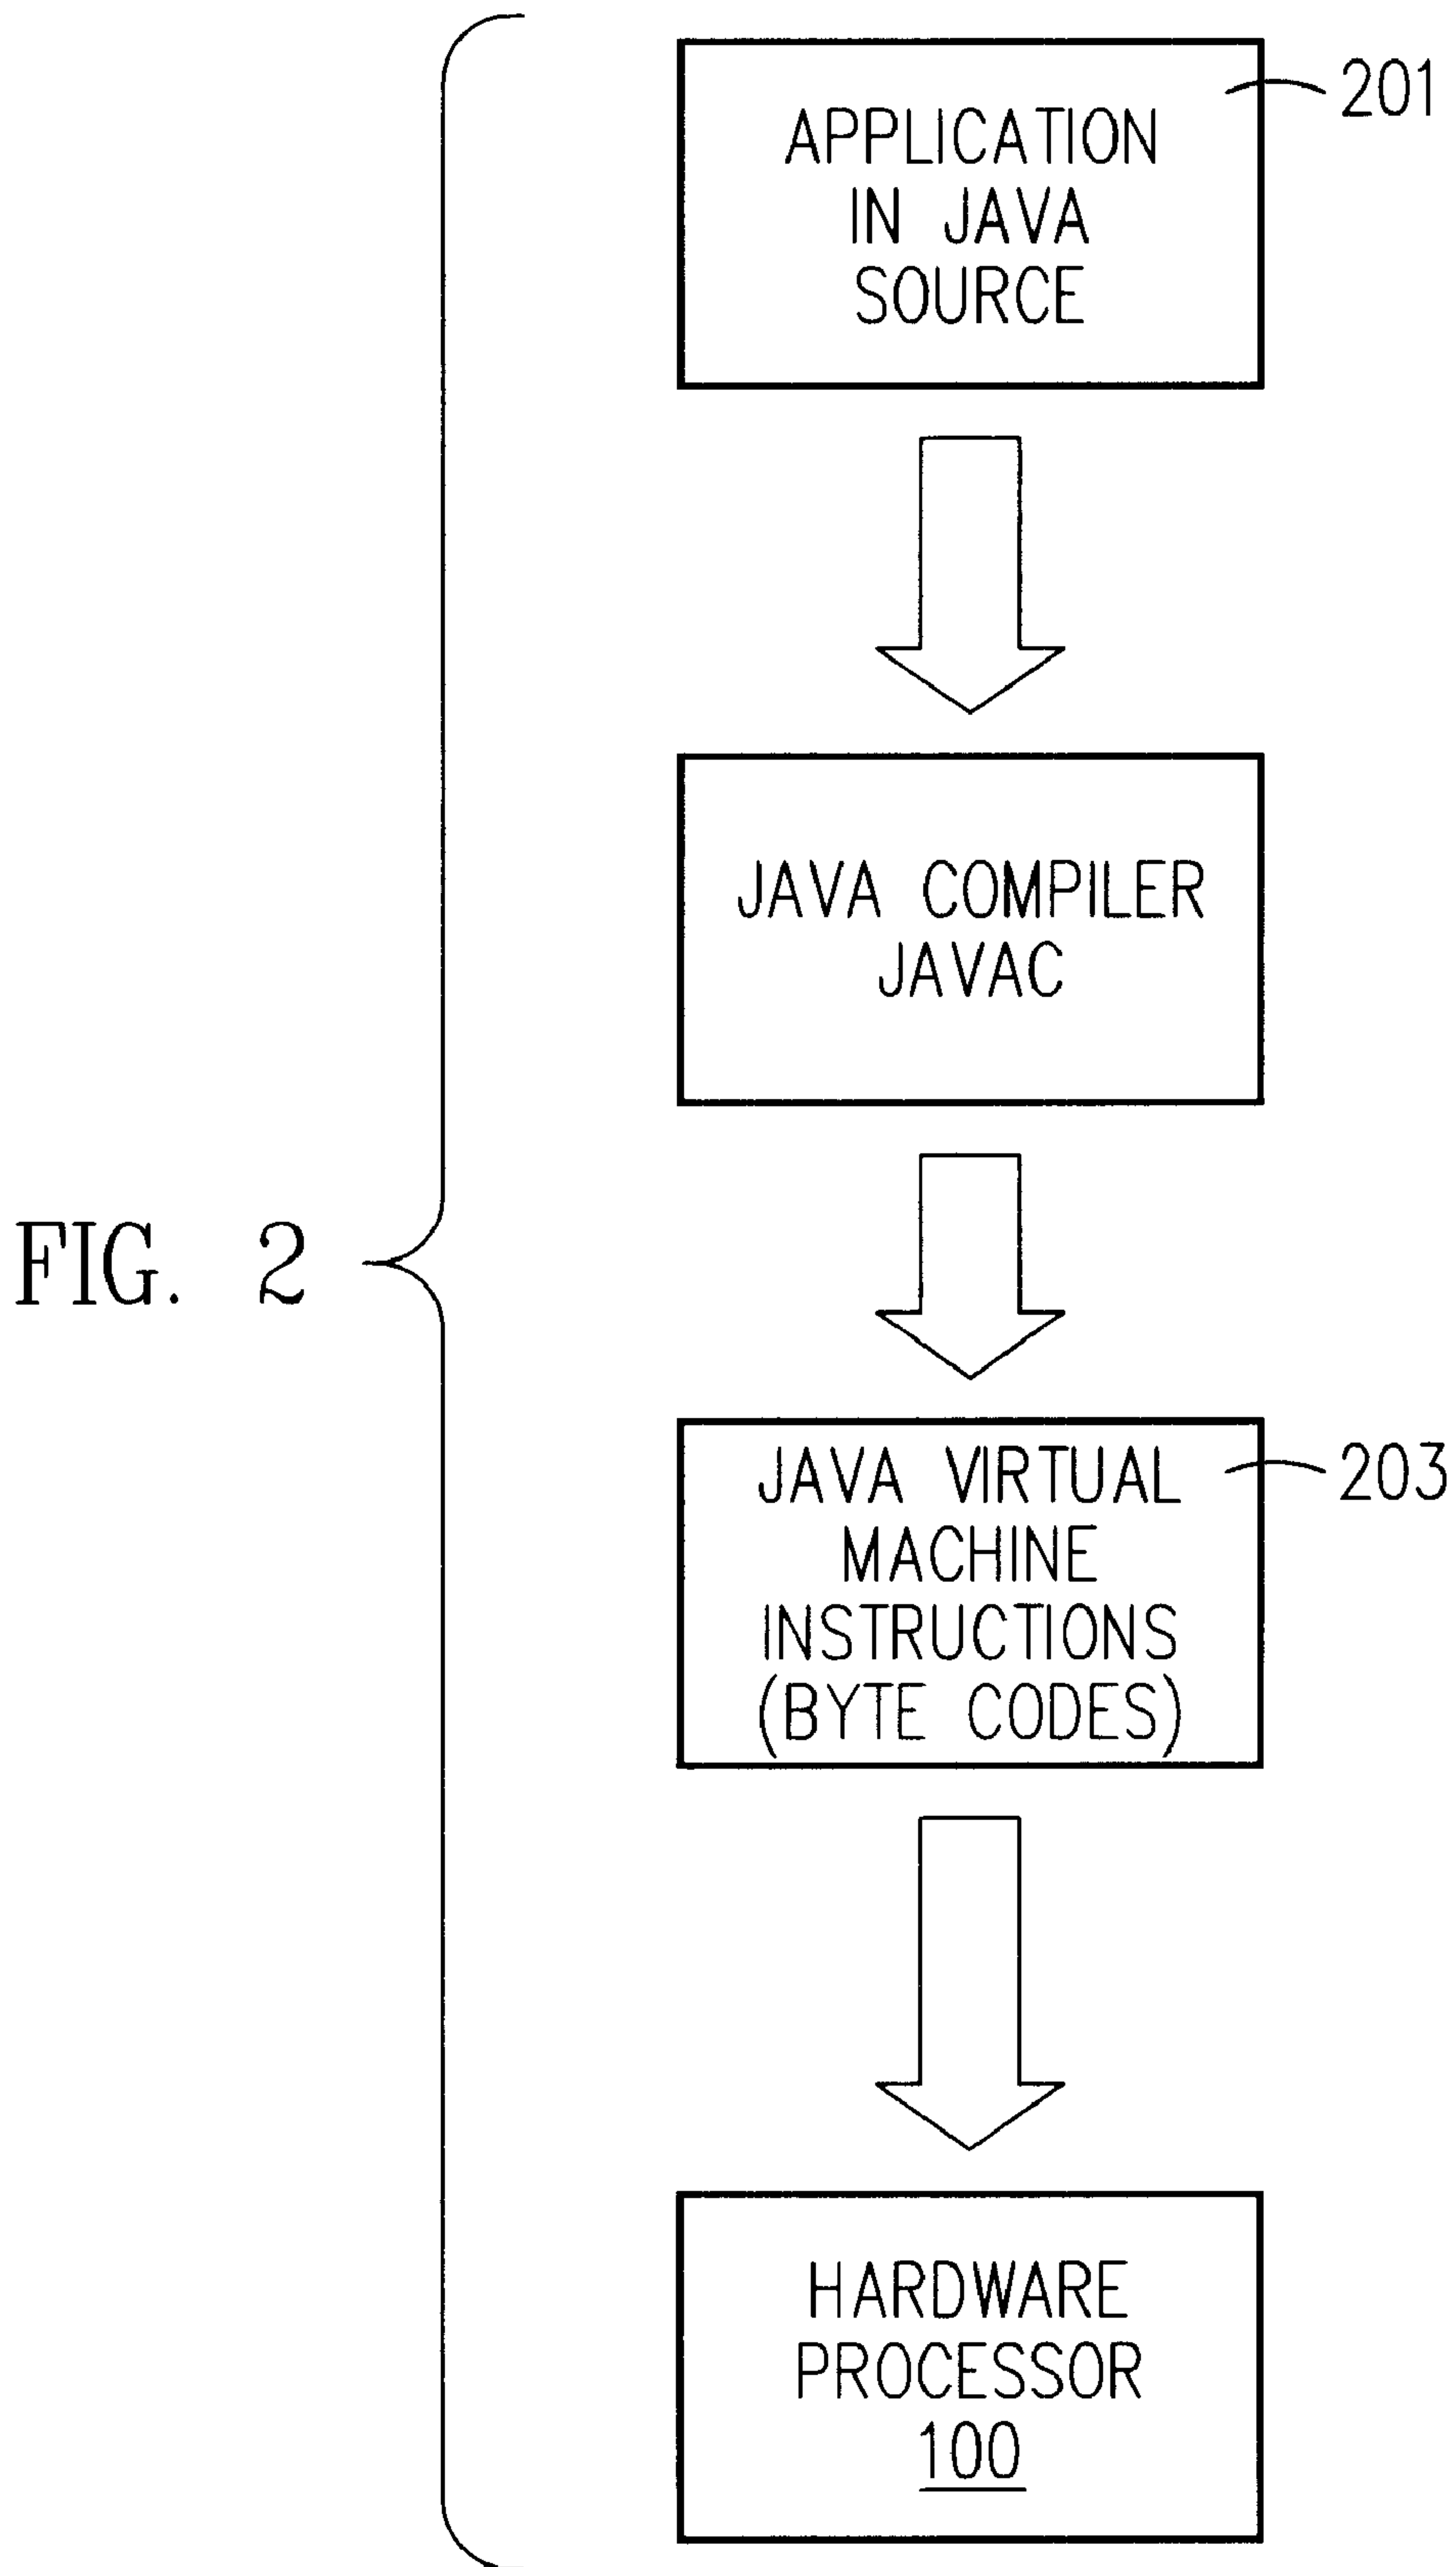 201
APPLICATION
IN JAVA
SOURCE
JAVA COMPILER
JAVAC
FIG. 2
203
JAVA VIRTUAL
MACHINE
INSTRUCTIONS
(BYTE CODES)
HARDWARE
PROCESSOR
100